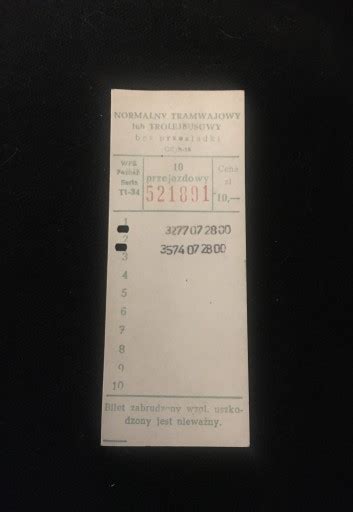 NORMALNY TRAMWAJOWY
lub TROLEJBUSOWY
bez przesiadki
WPK
Poznań
Seria
Tt-34
10
przejazdowy
521891
Cena
zł
10,—
1
3277 07 28 00
2
3574 07 28 00
3
4
5
6
7
8
9
10
Bilet zabrudzony wzgl. uszko-
dzony jest nieważny.